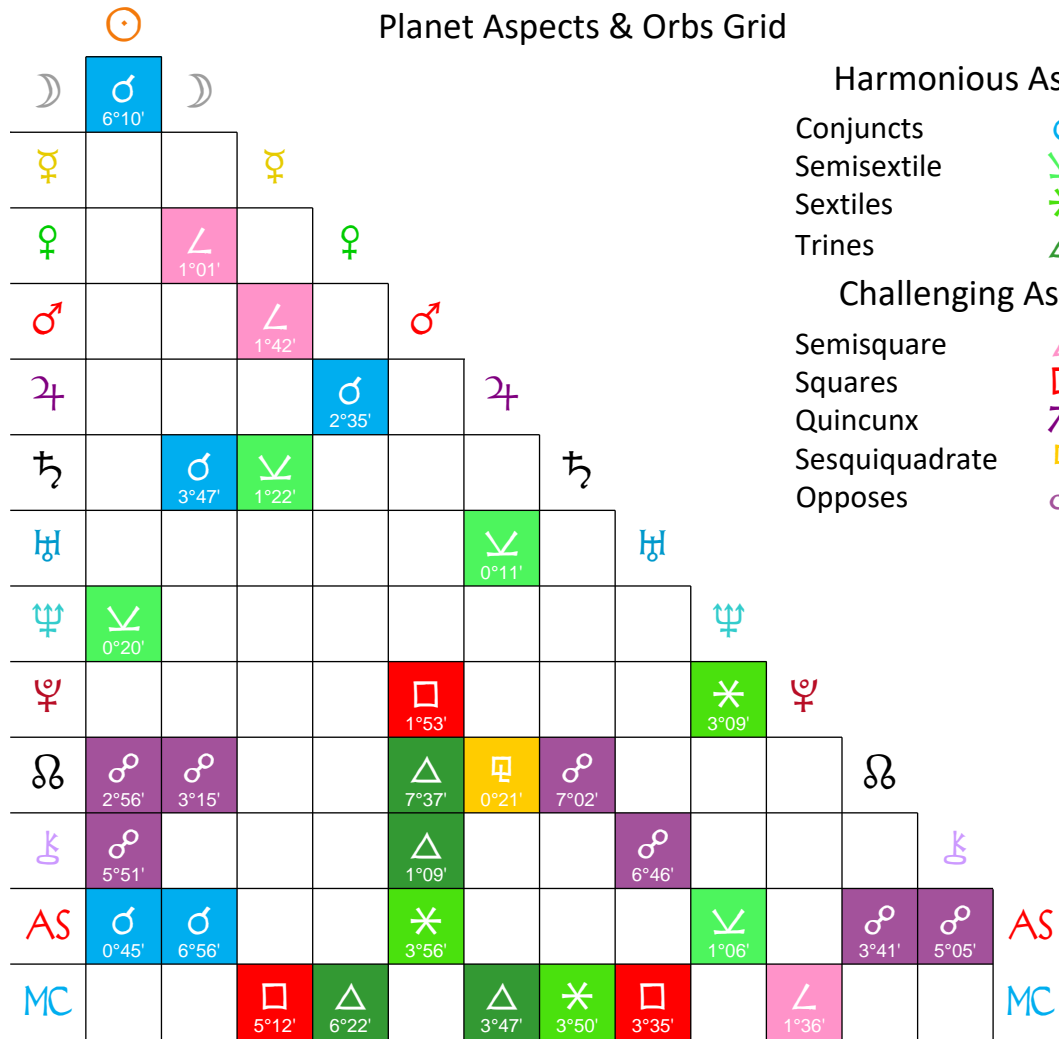 ☉ Planet Aspects & Orbs Grid
Harmonious As
☽ ☌ ☽
6°10'
Conjuncts ☌
Semisextile ⚺
☿ ☿
Sextiles ⚹
♀ ∠ ♀
1°01'
Trines △
Challenging As
♂ ∠ ♂
1°42'
Semisquare
Squares □
♃ ☌ ♃
2°35'
Quincunx ⚻
♄ ☌ ⚺ ♄
3°47' 1°22'
Sesquiquadrate
Opposes ☍
♅ ⚺ ♅
0°11'
♆ ⚺ ♆
0°20'
♇ □ ⚹ ♇
1°53' 3°09'
☊ ☍ ☍ △ ⚼ ☍ ☊
2°56' 3°15' 7°37' 0°21' 7°02'
⚷ ☍ △ ☍ ⚷
5°51' 1°09' 6°46'
AS ☌ ☌ ⚹ ⚺ ☍ ☍ AS
0°45' 6°56' 3°56' 1°06' 3°41' 5°05'
MC □ △ △ ⚹ □ ∠ MC
5°12' 6°22' 3°47' 3°50' 3°35' 1°36'